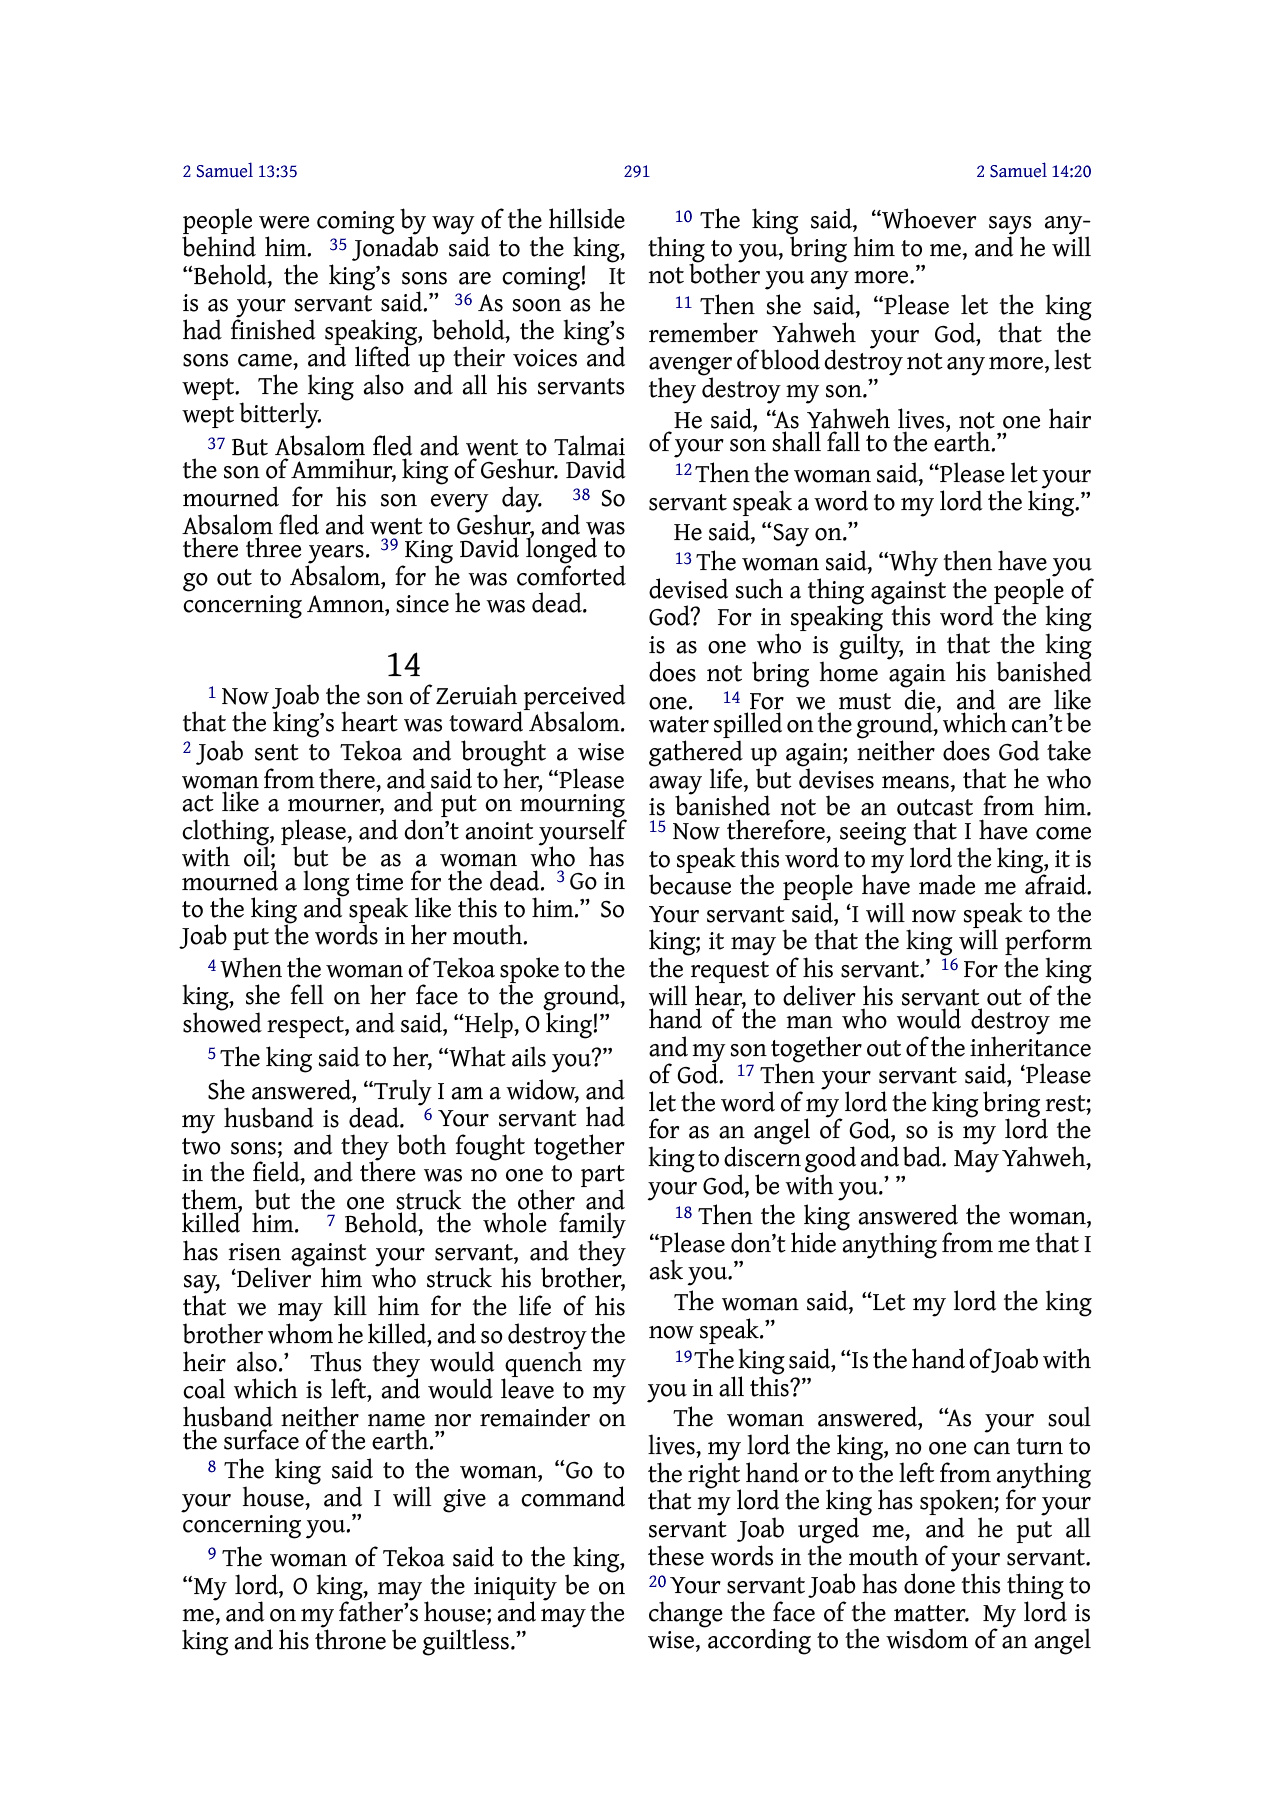 2 Samuel 13:35 291 2 Samuel 14:20
people were coming by way of the hillside
behind him. 35 Jonadab said to the king,
“Behold, the king’s sons are coming! It
is as your servant said.” 36 As soon as he
had finished speaking, behold, the king’s
sons came, and lifted up their voices and
wept. The king also and all his servants
wept bitterly.
37 But Absalom fled and went to Talmai
the son of Ammihur, king of Geshur. David
mourned for his son every day. 38 So
Absalom fled and went to Geshur, and was
there three years. 39 King David longed to
go out to Absalom, for he was comforted
concerning Amnon, since he was dead.
14
1 Now Joab the son of Zeruiah perceived
that the king’s heart was toward Absalom.
2 Joab sent to Tekoa and brought a wise
woman from there, and said to her, “Please
act like a mourner, and put on mourning
clothing, please, and don’t anoint yourself
with oil; but be as a woman who has
mourned a long time for the dead. 3 Go in
to the king and speak like this to him.” So
Joab put the words in her mouth.
4 When the woman of Tekoa spoke to the
king, she fell on her face to the ground,
showed respect, and said, “Help, O king!”
5 The king said to her, “What ails you?”
She answered, “Truly I am a widow, and
my husband is dead. 6 Your servant had
two sons; and they both fought together
in the field, and there was no one to part
them, but the one struck the other and
killed him. 7 Behold, the whole family
has risen against your servant, and they
say, ‘Deliver him who struck his brother,
that we may kill him for the life of his
brother whom he killed, and so destroy the
heir also.’ Thus they would quench my
coal which is left, and would leave to my
husband neither name nor remainder on
the surface of the earth.”
8 The king said to the woman, “Go to
your house, and I will give a command
concerning you.”
9 The woman of Tekoa said to the king,
“My lord, O king, may the iniquity be on
me, and on my father’s house; and may the
king and his throne be guiltless.”
10 The king said, “Whoever says any-
thing to you, bring him to me, and he will
not bother you any more.”
11 Then she said, “Please let the king
remember Yahweh your God, that the
avenger of blood destroy not any more, lest
they destroy my son.”
He said, “As Yahweh lives, not one hair
of your son shall fall to the earth.”
12 Then the woman said, “Please let your
servant speak a word to my lord the king.”
He said, “Say on.”
13 The woman said, “Why then have you
devised such a thing against the people of
God? For in speaking this word the king
is as one who is guilty, in that the king
does not bring home again his banished
one. 14 For we must die, and are like
water spilled on the ground, which can’t be
gathered up again; neither does God take
away life, but devises means, that he who
is banished not be an outcast from him.
15 Now therefore, seeing that I have come
to speak this word to my lord the king, it is
because the people have made me afraid.
Your servant said, ‘I will now speak to the
king; it may be that the king will perform
the request of his servant.’ 16 For the king
will hear, to deliver his servant out of the
hand of the man who would destroy me
and my son together out of the inheritance
of God. 17 Then your servant said, ‘Please
let the word of my lord the king bring rest;
for as an angel of God, so is my lord the
king to discern good and bad. May Yahweh,
your God, be with you.’ ”
18 Then the king answered the woman,
“Please don’t hide anything from me that I
ask you.”
The woman said, “Let my lord the king
now speak.”
19 The king said, “Is the hand of Joab with
you in all this?”
The woman answered, “As your soul
lives, my lord the king, no one can turn to
the right hand or to the left from anything
that my lord the king has spoken; for your
servant Joab urged me, and he put all
these words in the mouth of your servant.
20 Your servant Joab has done this thing to
change the face of the matter. My lord is
wise, according to the wisdom of an angel